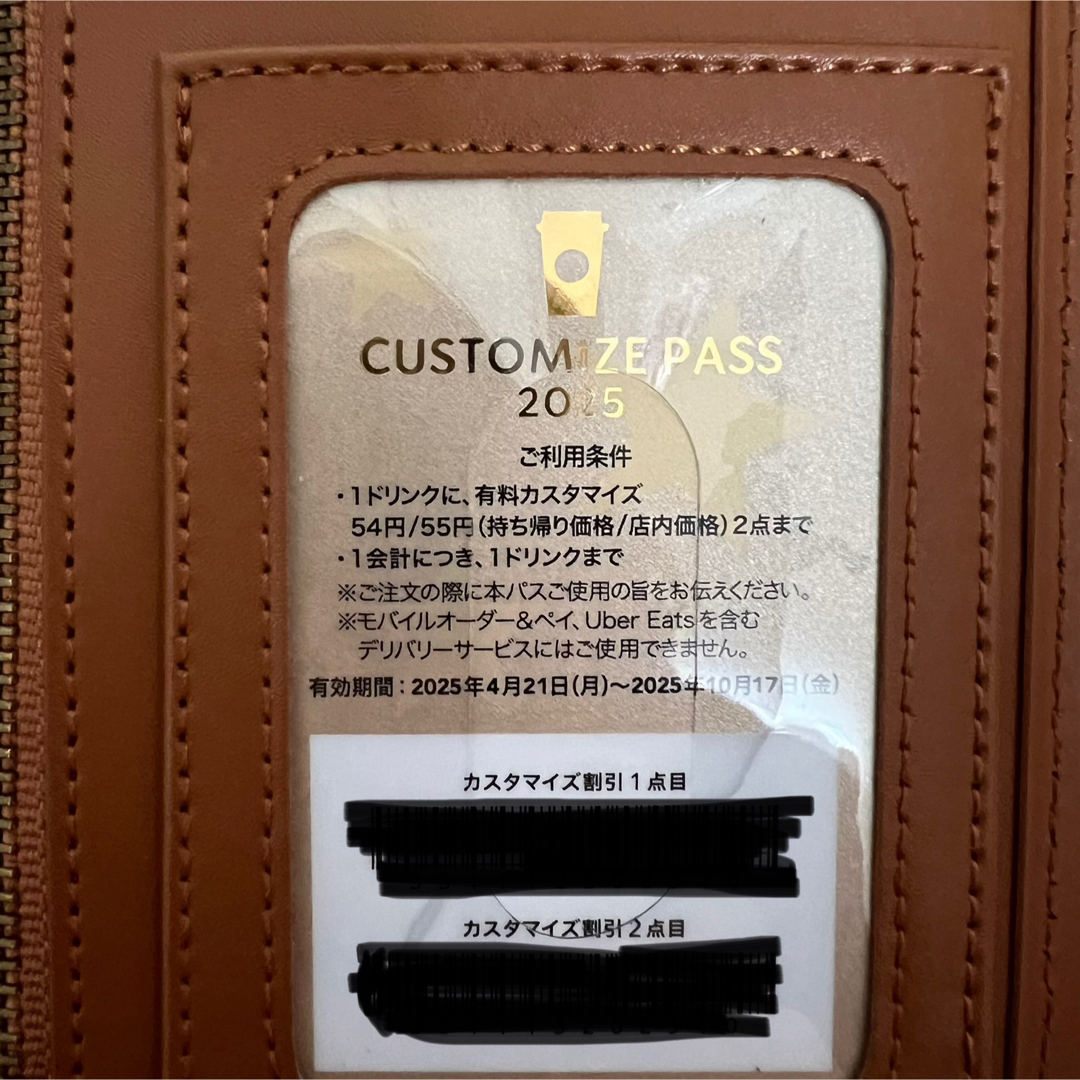 CUSTOMIZE PASS
2025
ご利用条件
・1ドリンクに、有料カスタマイズ
54円/55円(持ち帰り価格/店内価格)2点まで
・1会計につき、1ドリンクまで
※ご注文の際に本パスご使用の旨をお伝えください。
※モバイルオーダー&ペイ、Uber Eatsを含む
デリバリーサービスにはご使用できません。
有効期間:2025年4月21日(月)〜2025年10月17日(金)
カスタマイズ割引1点目
カスタマイズ割引2点目